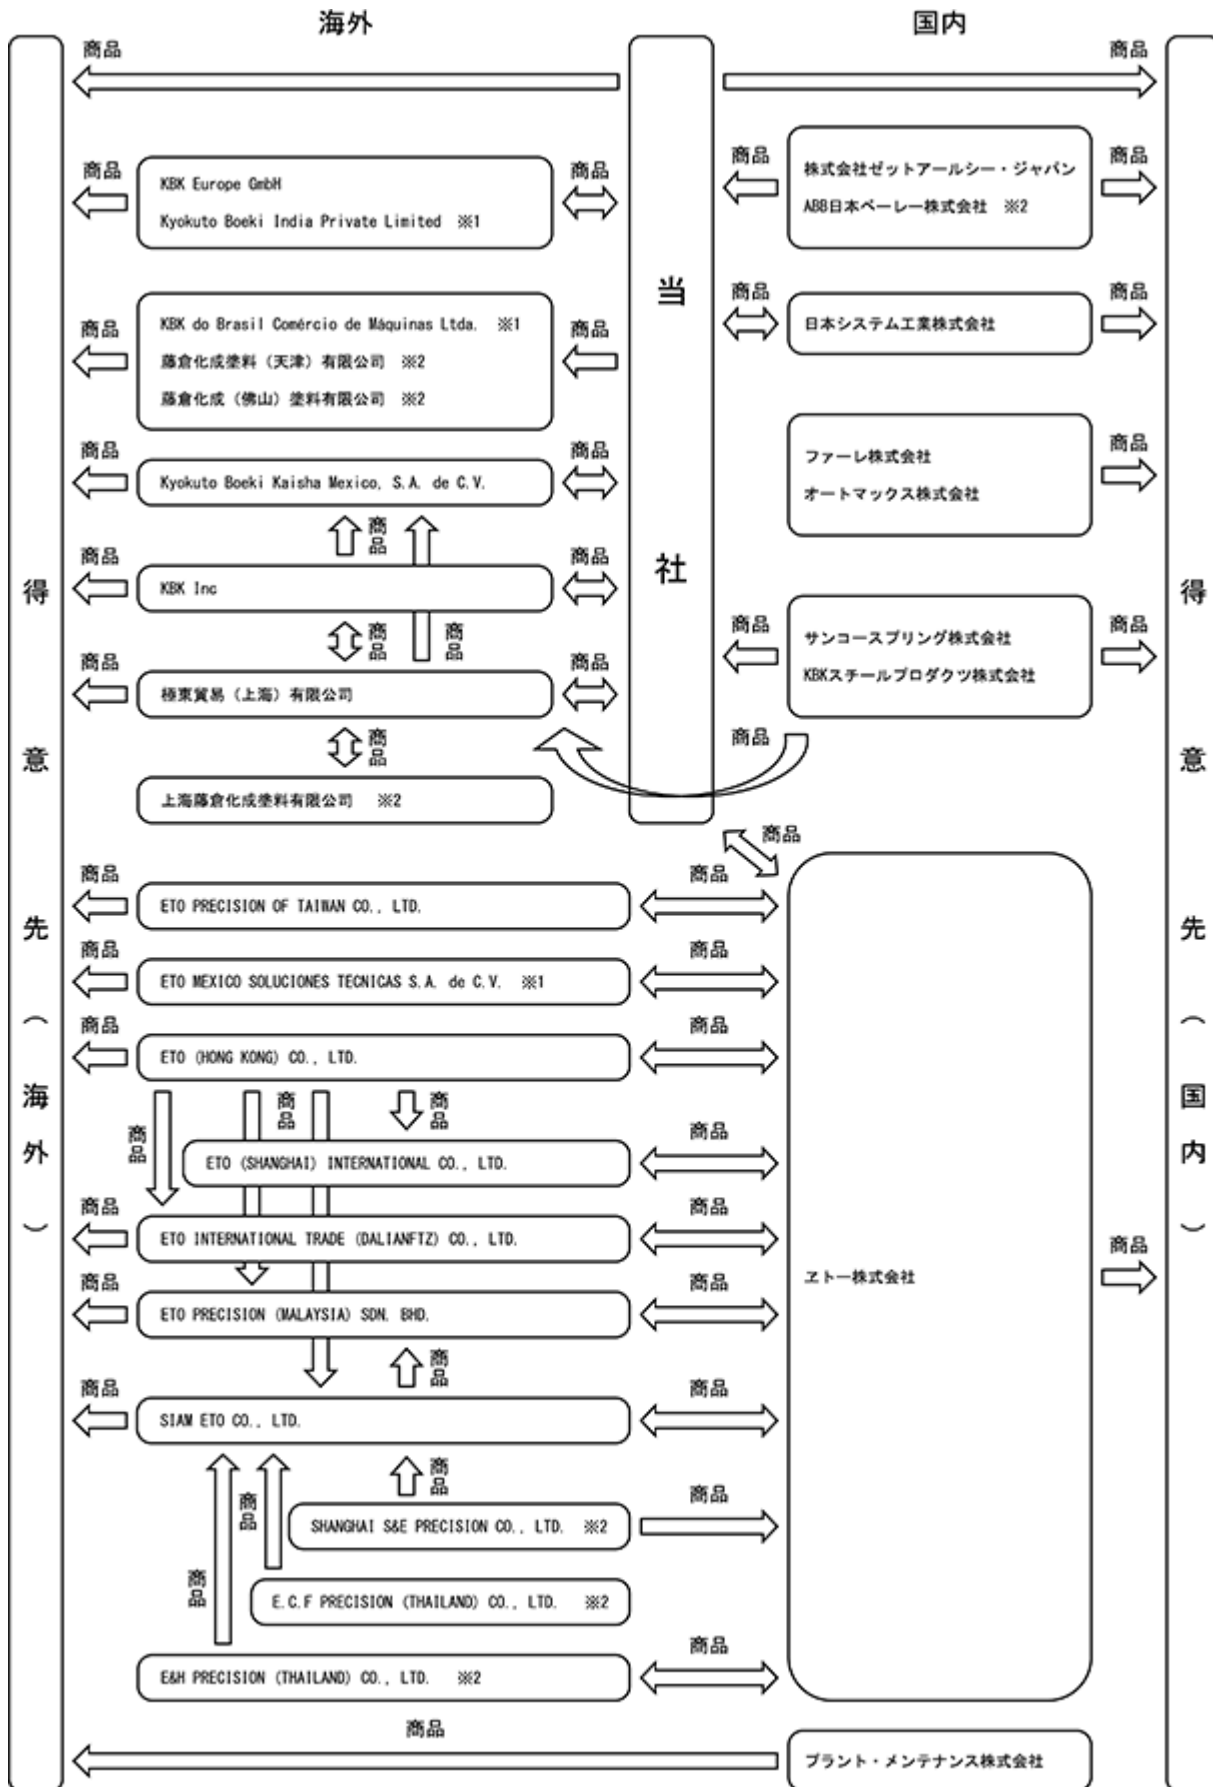 海外
国内
商品
商品
商品
KBK Europe GmbH
Kyokuto Boeki India Private Limited ※1
商品
商品
株式会社ゼットアールシー・ジャパン
ABB日本ベーレー株式会社 ※2
商品
商品
KBK do Brasil Comércio de Máquinas Ltda. ※1
藤倉化成塗料（天津）有限公司 ※2
藤倉化成（佛山）塗料有限公司 ※2
商品
商品
日本システム工業株式会社
商品
商品
Kyokuto Boeki Kaisha Mexico, S.A. de C.V.
商品
ファーレ株式会社
オートマックス株式会社
商品
商品
商品
KBK Inc
商品
商品
商品
商品
極東貿易（上海）有限公司
商品
商品
サンコースプリング株式会社
KBKスチールプロダクツ株式会社
商品
商品
商品
上海藤倉化成塗料有限公司 ※2
当社
商品
商品
ETO PRECISION OF TAIWAN CO., LTD.
商品
商品
ETO MEXICO SOLUCIONES TECNICAS S.A. de C.V. ※1
商品
商品
ETO (HONG KONG) CO., LTD.
商品
商品
商品
商品
ETO (SHANGHAI) INTERNATIONAL CO., LTD.
商品
商品
ETO INTERNATIONAL TRADE (DALIANFTZ) CO., LTD.
商品
ヱトー株式会社
商品
商品
ETO PRECISION (MALAYSIA) SDN. BHD.
商品
商品
商品
SIAM ETO CO., LTD.
商品
商品
商品
SHANGHAI S&E PRECISION CO., LTD. ※2
商品
商品
E.C.F PRECISION (THAILAND) CO., LTD. ※2
E&H PRECISION (THAILAND) CO., LTD. ※2
商品
商品
プラント・メンテナンス株式会社
得意先（海外）
得意先（国内）